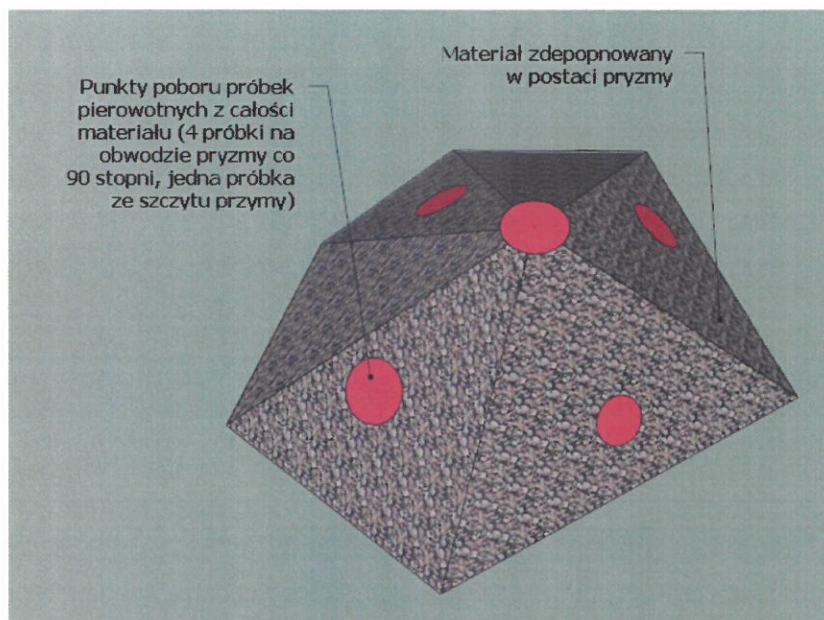 Punkty poboru próbek
pierowotnych z całości
materiału (4 próbki na
obwodzie pryzmy co
90 stopni, jedna próbka
ze szczytu przymy)
Materiał zdepopnowany
w postaci pryzmy